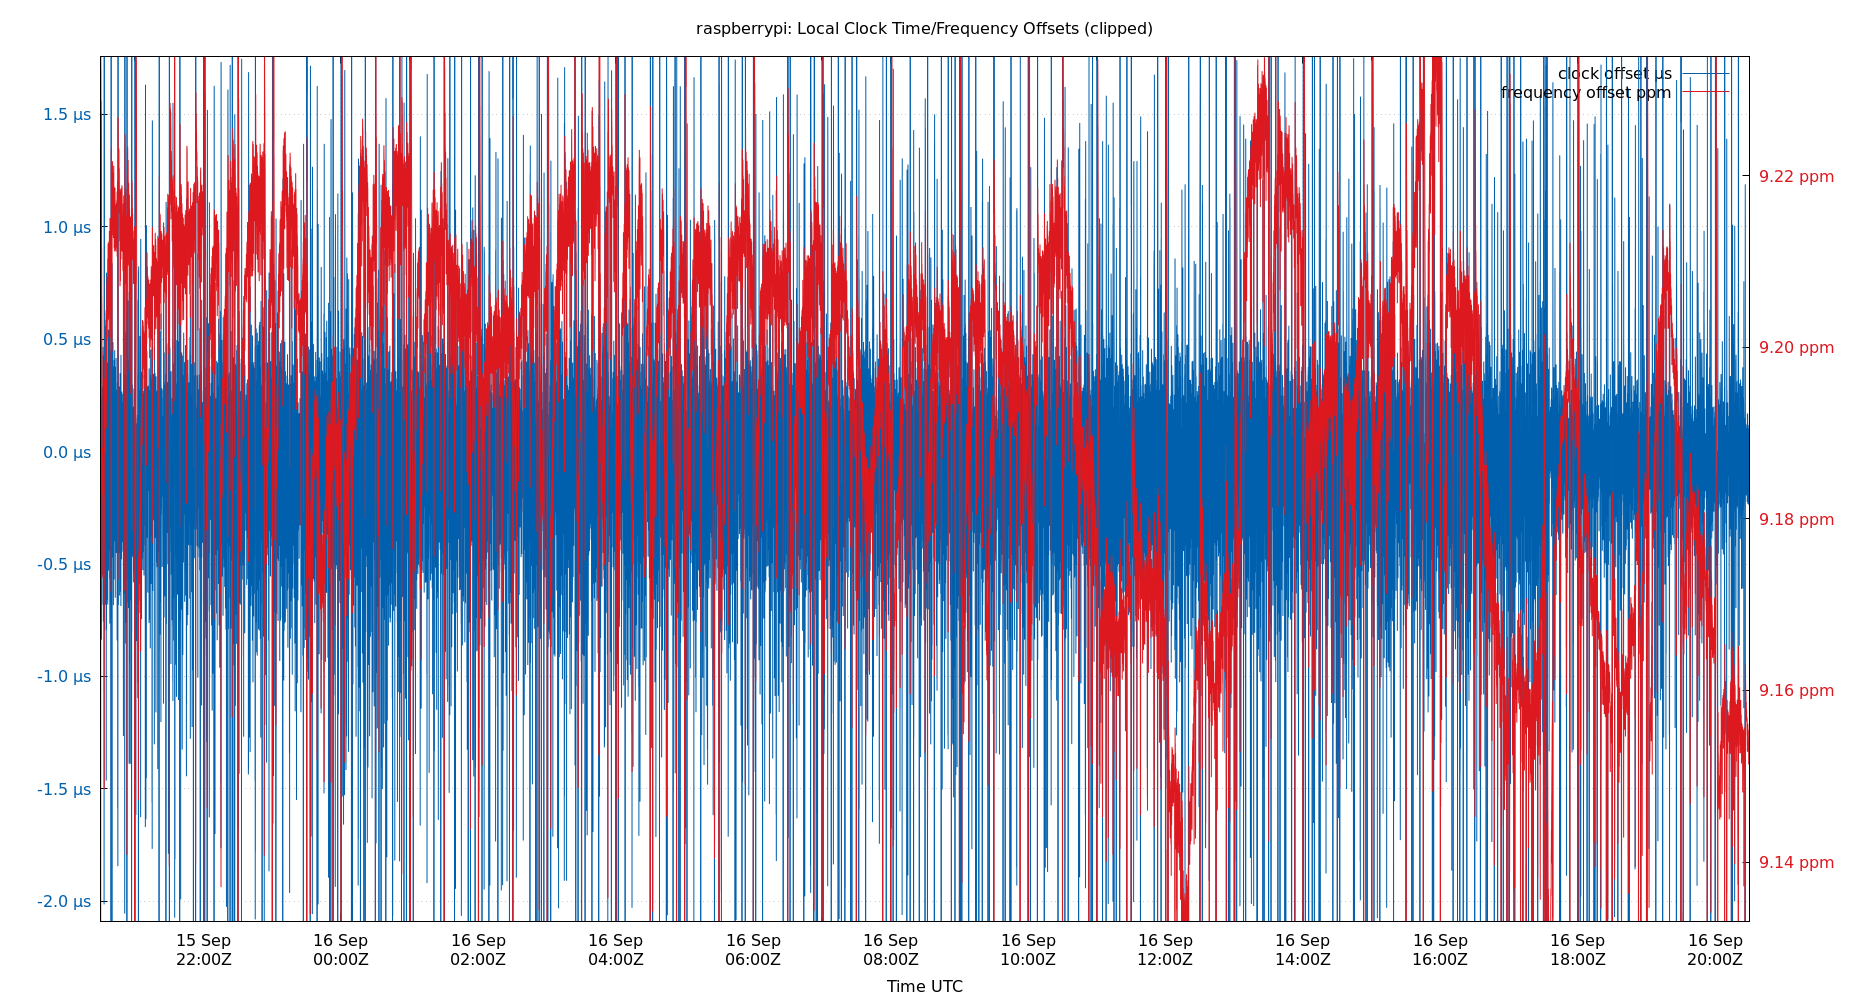 raspberrypi: Local Clock Time/Frequency Offsets (clipped)
clock offset µs
frequency offset ppm
1.5 µs
1.0 µs
0.5 µs
0.0 µs
-0.5 µs
-1.0 µs
-1.5 µs
-2.0 µs
9.22 ppm
9.20 ppm
9.18 ppm
9.16 ppm
9.14 ppm
15 Sep 16 Sep 16 Sep 16 Sep 16 Sep 16 Sep 16 Sep 16 Sep 16 Sep 16 Sep 16 Sep 16 Sep
22:00Z 00:00Z 02:00Z 04:00Z 06:00Z 08:00Z 10:00Z 12:00Z 14:00Z 16:00Z 18:00Z 20:00Z
Time UTC